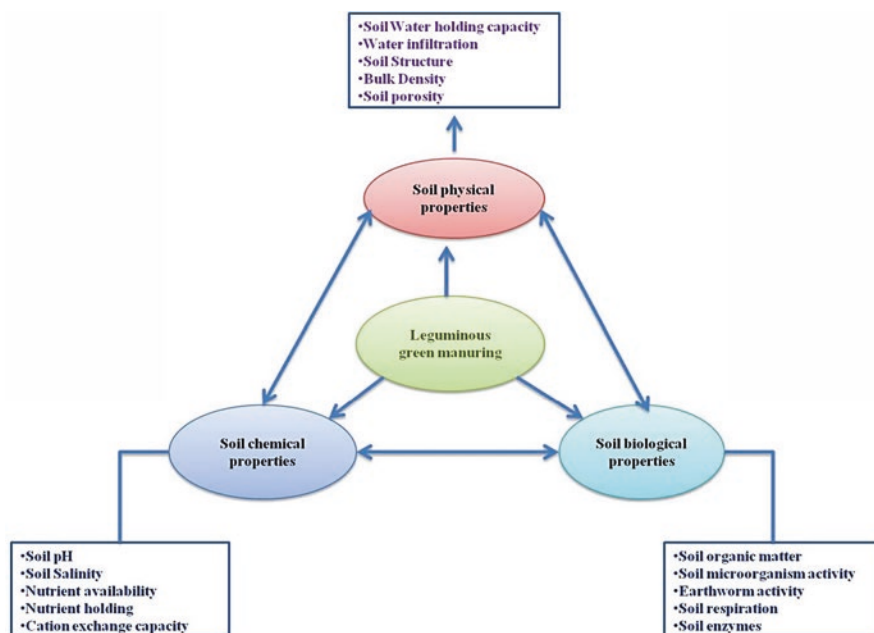 •Soil Water holding capacity
•Water infiltration
•Soil Structure
•Bulk Density
•Soil porosity
Soil physical
properties
Leguminous
green manuring
Soil chemical
properties
Soil biological
properties
•Soil pH
•Soil Salinity
•Nutrient availability
•Nutrient holding
•Cation exchange capacity
•Soil organic matter
•Soil microorganism activity
•Earthworm activity
•Soil respiration
•Soil enzymes